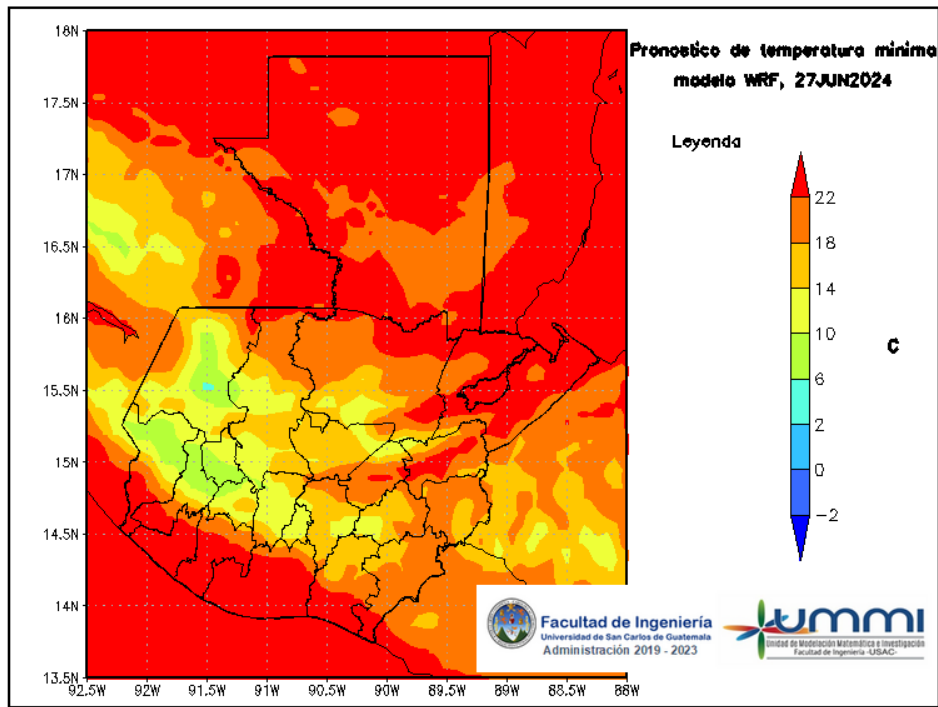 Pronostico de temperatura minima
modelo WRF, 27JUN2024
Leyenda
22
18
14
10
6
2
0
-2
C
18N
17.5N
17N
16.5N
16N
15.5N
15N
14.5N
14N
13.5N
92.5W 92W 91.5W 91W 90.5W 90W 89.5W 89W 88.5W 88W
Facultad de Ingeniería
Universidad de San Carlos de Guatemala
Administración 2019 - 2023
UMMI
Unidad de Modelación Matemática e Investigación
Facultad de Ingeniería -USAC-